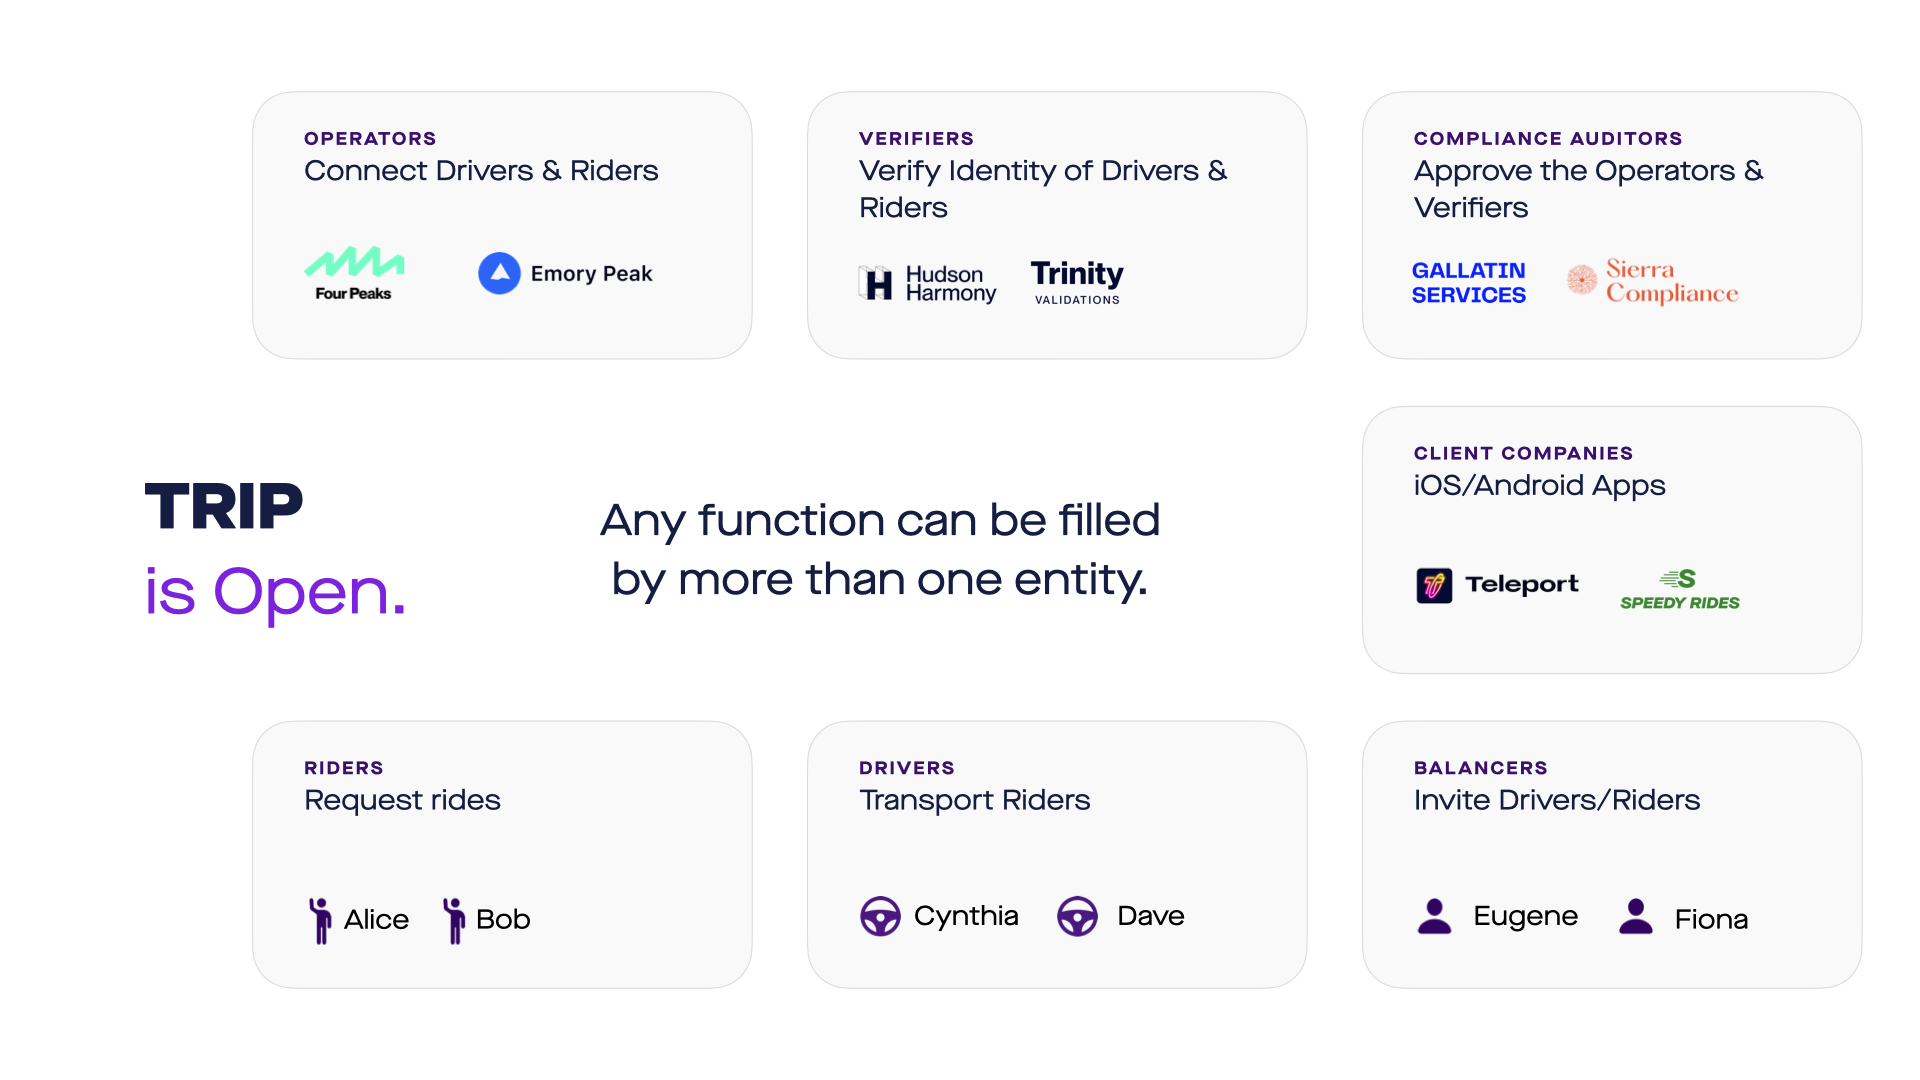 OPERATORS
Connect Drivers & Riders
Four Peaks
Emory Peak
VERIFIERS
Verify Identity of Drivers &
Riders
Hudson
Harmony
Trinity
VALIDATIONS
COMPLIANCE AUDITORS
Approve the Operators &
Verifiers
GALLATIN
SERVICES
Sierra
Compliance
TRIP
is Open.
Any function can be filled
by more than one entity.
CLIENT COMPANIES
iOS/Android Apps
Teleport
S
SPEEDY RIDES
RIDERS
Request rides
Alice
Bob
DRIVERS
Transport Riders
Cynthia
Dave
BALANCERS
Invite Drivers/Riders
Eugene
Fiona